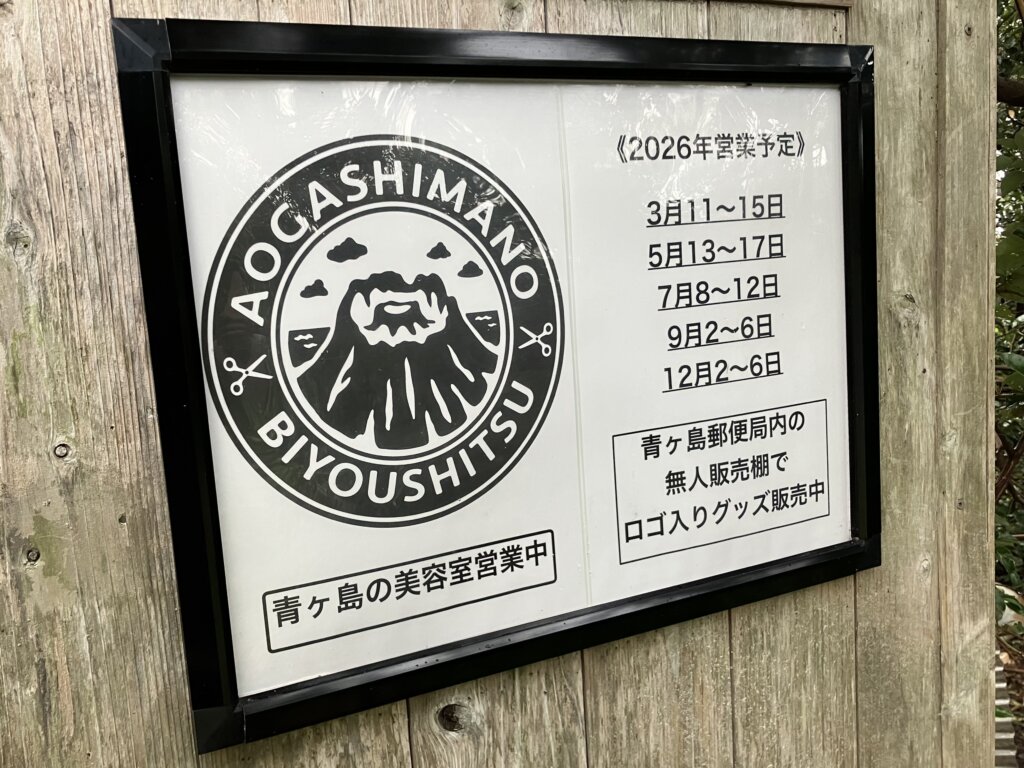 AOGASHIMANO
BIYOUSHITSU
青ヶ島の美容室営業中
《2026年営業予定》
3月11〜15日
5月13〜17日
7月8〜12日
9月2〜6日
12月2〜6日
青ヶ島郵便局内の
無人販売棚で
ロゴ入りグッズ販売中